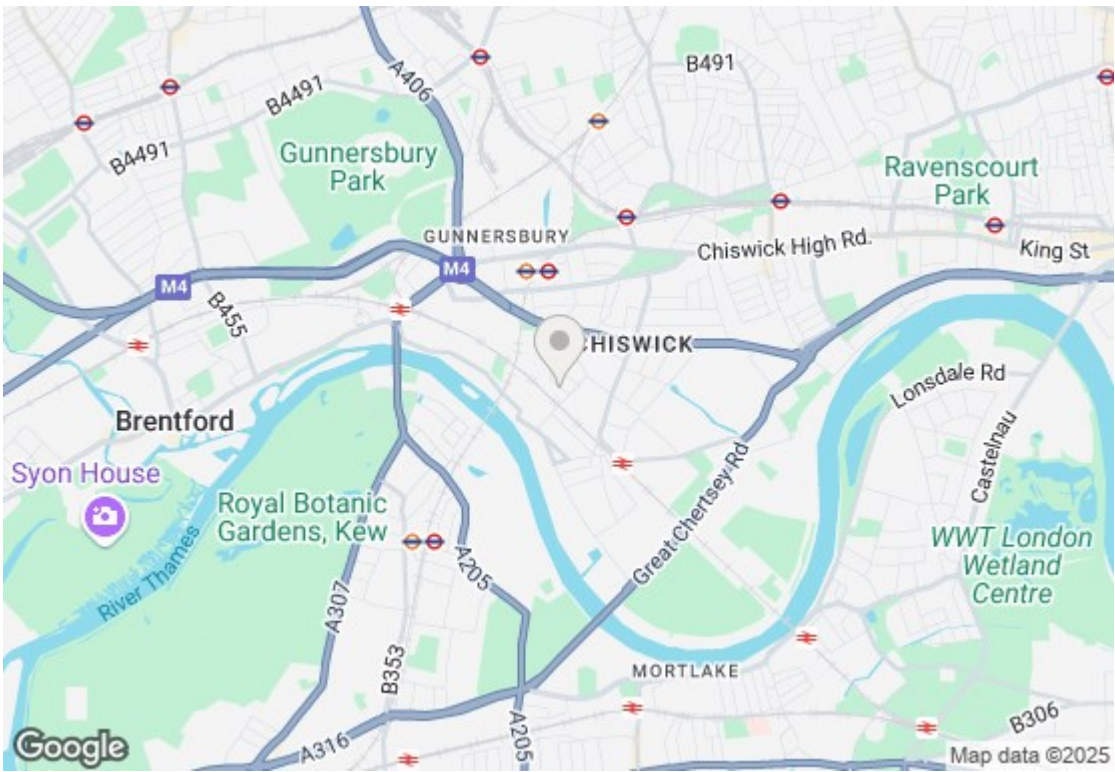 A406
B491
B4491
B4491
Gunnersbury
Park
Ravenscourt
Park
GUNNERSBURY
Chiswick High Rd.
King St
M4
M4
B455
CHISWICK
Lonsdale Rd
Brentford
Castelnau
Syon House
Great Chertsey Rd
Royal Botanic
Gardens, Kew
River Thames
A205
WWT London
Wetland
Centre
A307
B353
MORTLAKE
A205
B306
A316
Google
Map data ©2025